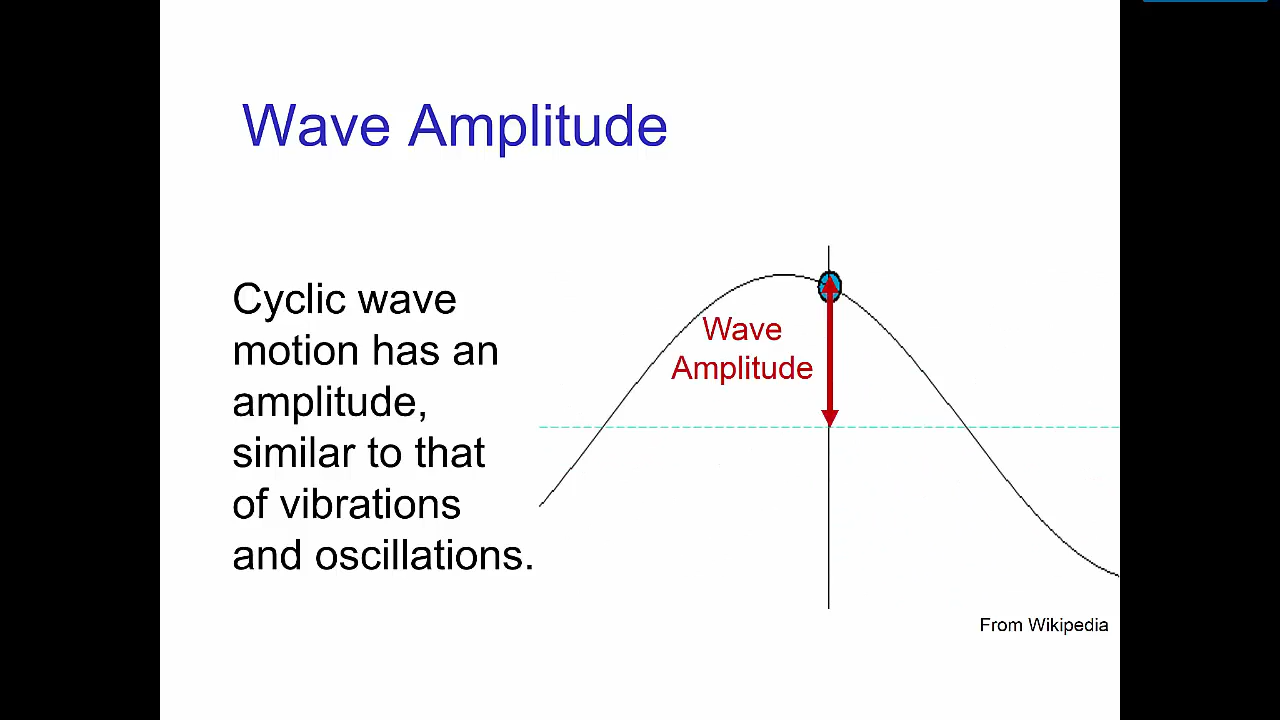 Wave Amplitude
Cyclic wave
motion has an
amplitude,
similar to that
of vibrations
and oscillations.
Wave
Amplitude
From Wikipedia